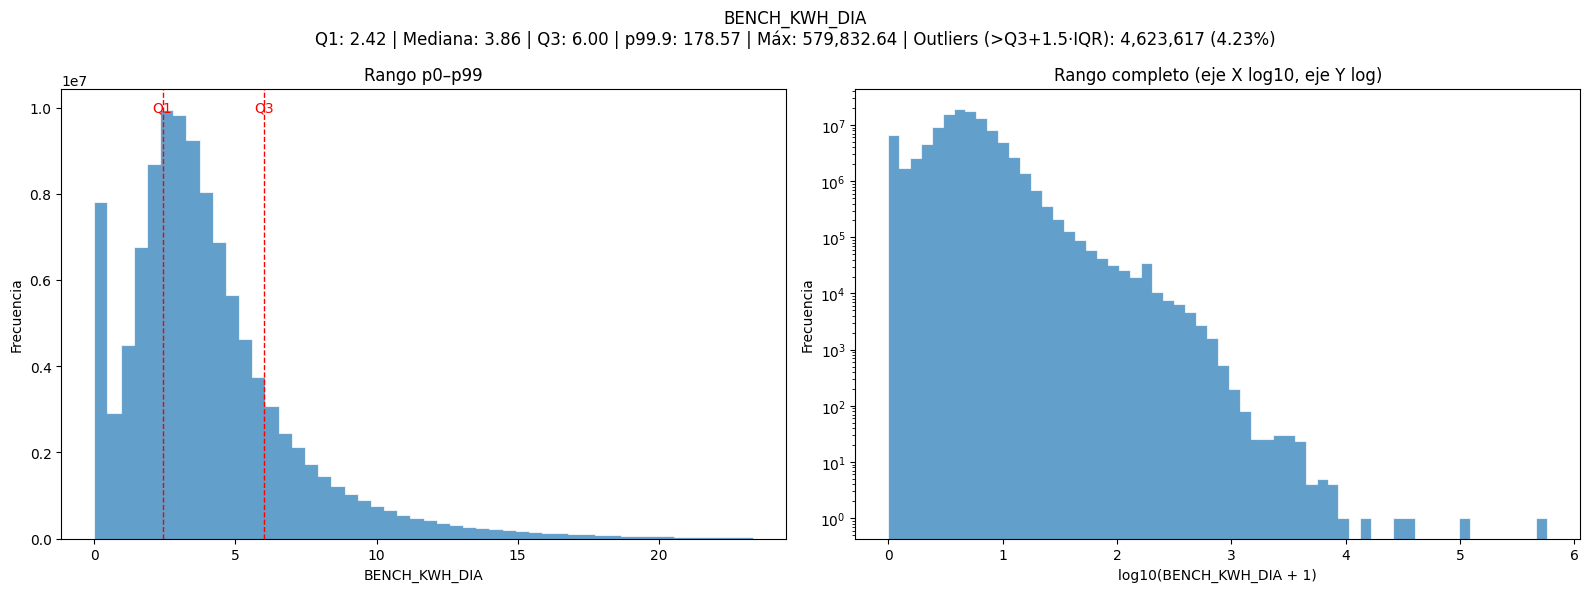 BENCH_KWH_DIA
Q1: 2.42 | Mediana: 3.86 | Q3: 6.00 | p99.9: 178.57 | Máx: 579,832.64 | Outliers (>Q3+1.5·IQR): 4,623,617 (4.23%)
Rango p0–p99
1e7
Q1
Q3
1.0
0.8
0.6
0.4
0.2
0.0
Frecuencia
0 5 10 15 20
BENCH_KWH_DIA
Rango completo (eje X log10, eje Y log)
10⁷
10⁶
10⁵
10⁴
10³
10²
10¹
10⁰
Frecuencia
0 1 2 3 4 5 6
log10(BENCH_KWH_DIA + 1)